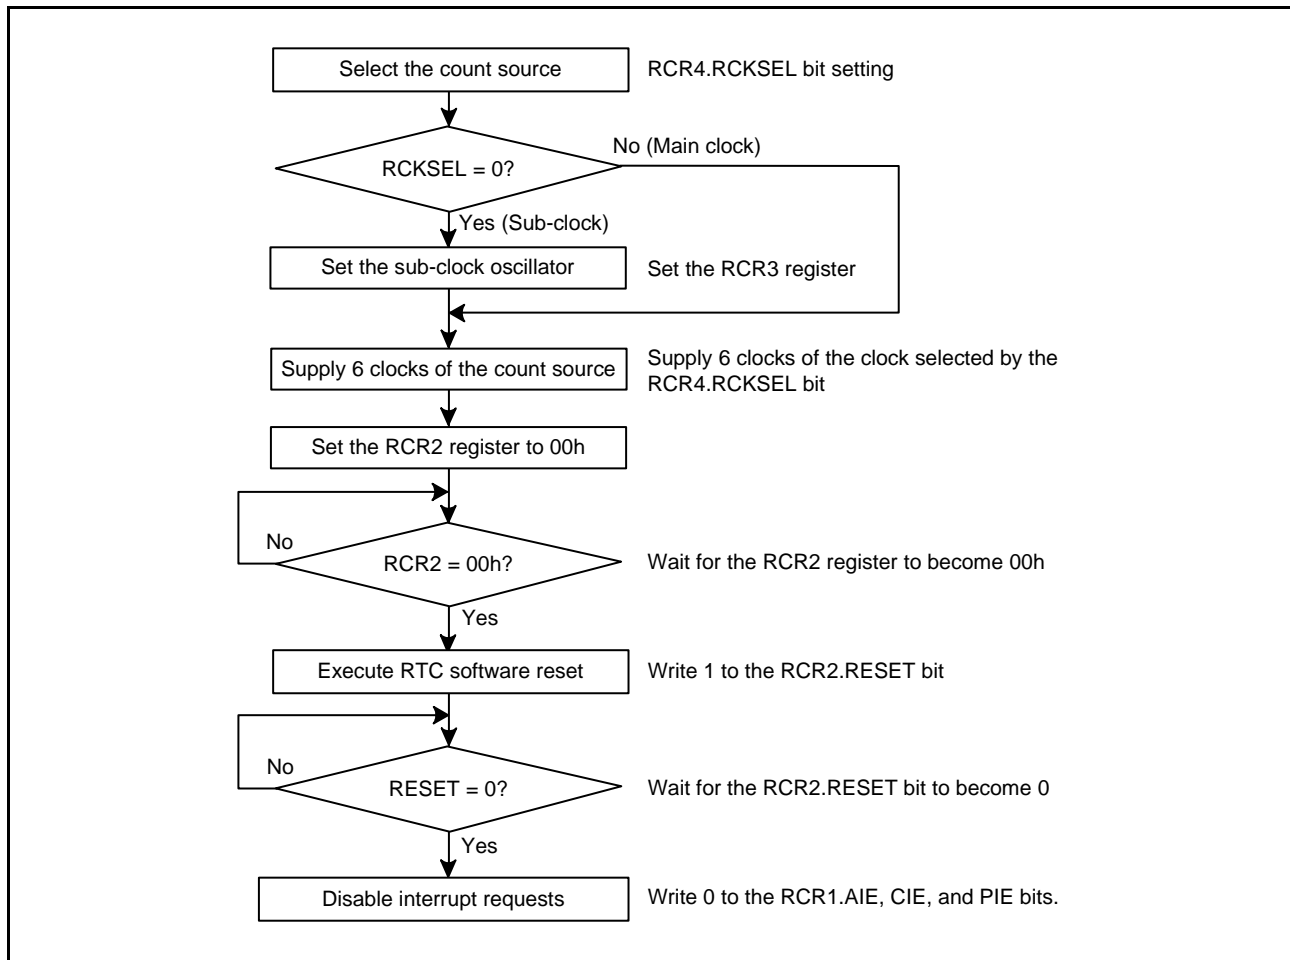 Select the count source
RCR4.RCKSEL bit setting
No (Main clock)
RCKSEL = 0?
Yes (Sub-clock)
Set the sub-clock oscillator
Set the RCR3 register
Supply 6 clocks of the count source
Supply 6 clocks of the clock selected by the
RCR4.RCKSEL bit
Set the RCR2 register to 00h
No
RCR2 = 00h?
Wait for the RCR2 register to become 00h
Yes
Execute RTC software reset
Write 1 to the RCR2.RESET bit
No
RESET = 0?
Wait for the RCR2.RESET bit to become 0
Yes
Disable interrupt requests
Write 0 to the RCR1.AIE, CIE, and PIE bits.